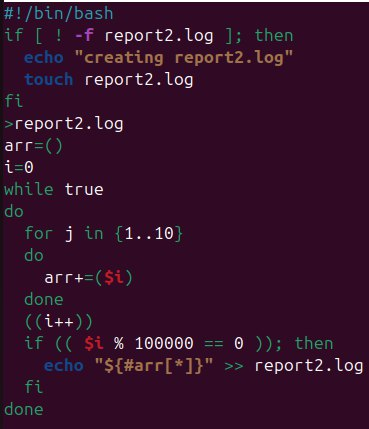 #!/bin/bash
if [ ! -f report2.log ]; then
  echo "creating report2.log"
  touch report2.log
fi
>report2.log
arr=()
i=0
while true
do
  for j in {1..10}
  do
    arr+=($i)
  done
  ((i++))
  if (( $i % 100000 == 0 )); then
    echo "${#arr[*]}" >> report2.log
  fi
done